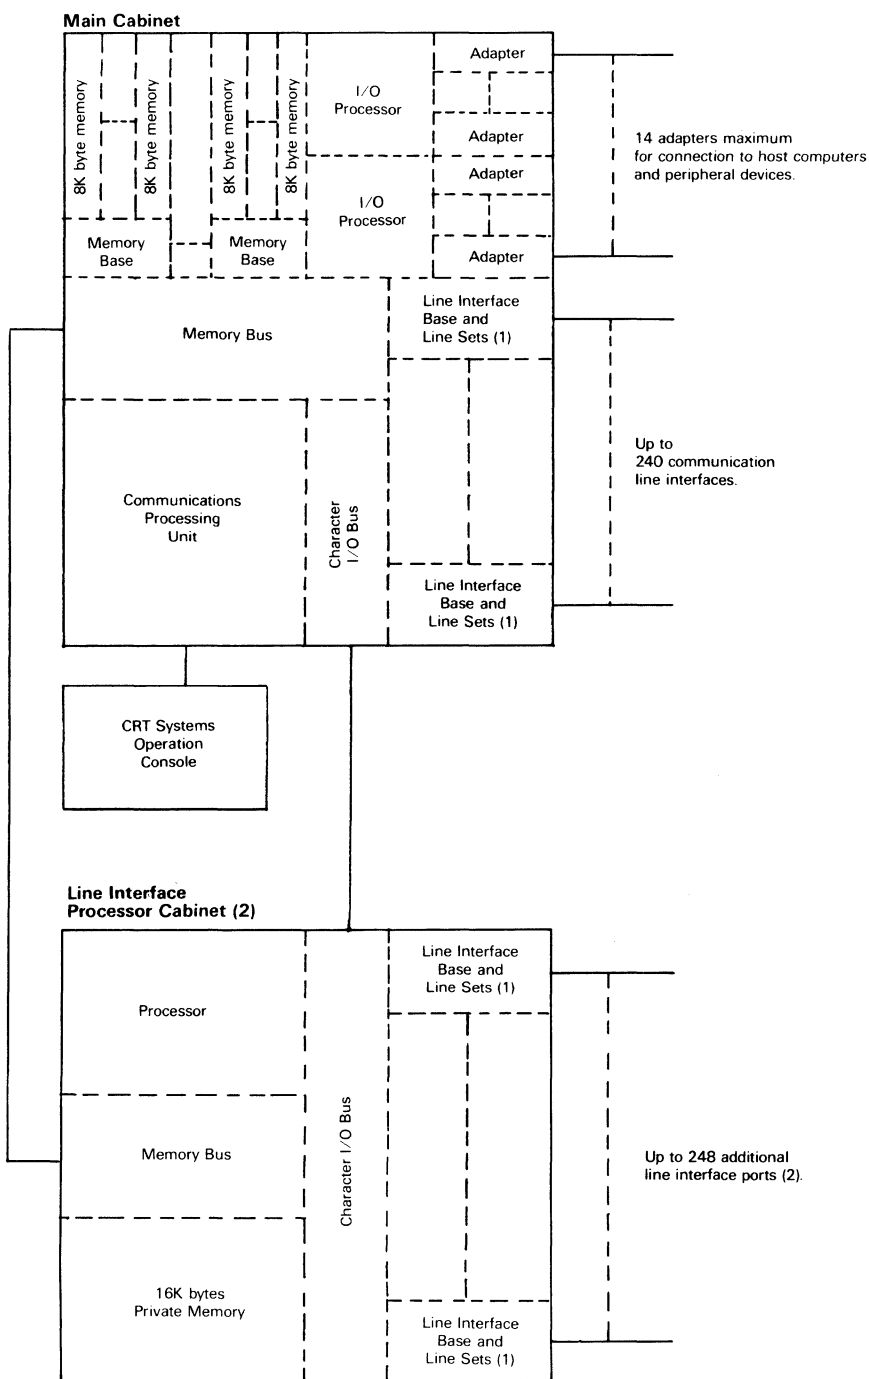 Main Cabinet
8K byte memory
8K byte memory
8K byte memory
8K byte memory
Memory
Base
Memory
Base
I/O
Processor
I/O
Processor
Adapter
Adapter
Adapter
Adapter
14 adapters maximum
for connection to host computers
and peripheral devices.
Memory Bus
Line Interface
Base and
Line Sets (1)
Communications
Processing
Unit
Character
I/O Bus
Up to
240 communication
line interfaces.
Line Interface
Base and
Line Sets (1)
CRT Systems
Operation
Console
Line Interface
Processor Cabinet (2)
Processor
Memory Bus
16K bytes
Private Memory
Character I/O Bus
Line Interface
Base and
Line Sets (1)
Up to 248 additional
line interface ports (2).
Line Interface
Base and
Line Sets (1)